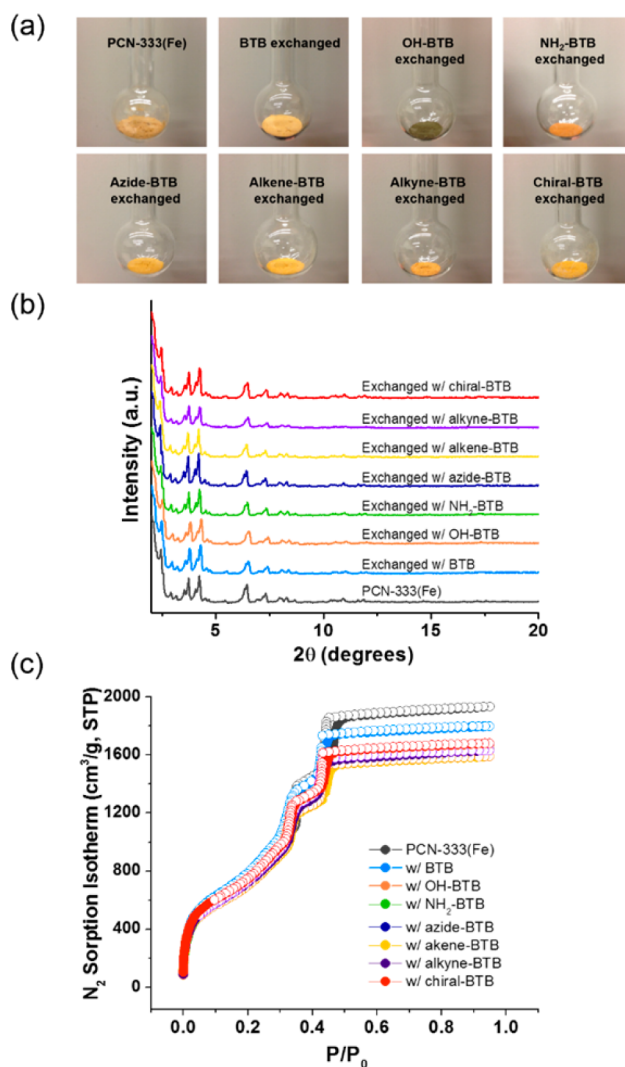 (a)
PCN-333(Fe)
BTB exchanged
OH-BTB
exchanged
NH₂-BTB
exchanged
Azide-BTB
exchanged
Alkene-BTB
exchanged
Alkyne-BTB
exchanged
Chiral-BTB
exchanged
(b)
Intensity (a.u.)
Exchanged w/ chiral-BTB
Exchanged w/ alkyne-BTB
Exchanged w/ alkene-BTB
Exchanged w/ azide-BTB
Exchanged w/ NH₂-BTB
Exchanged w/ OH-BTB
Exchanged w/ BTB
PCN-333(Fe)
5
10
15
20
2θ (degrees)
(c)
N₂ Sorption Isotherm (cm³/g, STP)
2000
1600
1200
800
400
0
PCN-333(Fe)
w/ BTB
w/ OH-BTB
w/ NH₂-BTB
w/ azide-BTB
w/ akene-BTB
w/ alkyne-BTB
w/ chiral-BTB
0.0
0.2
0.4
0.6
0.8
1.0
P/P₀